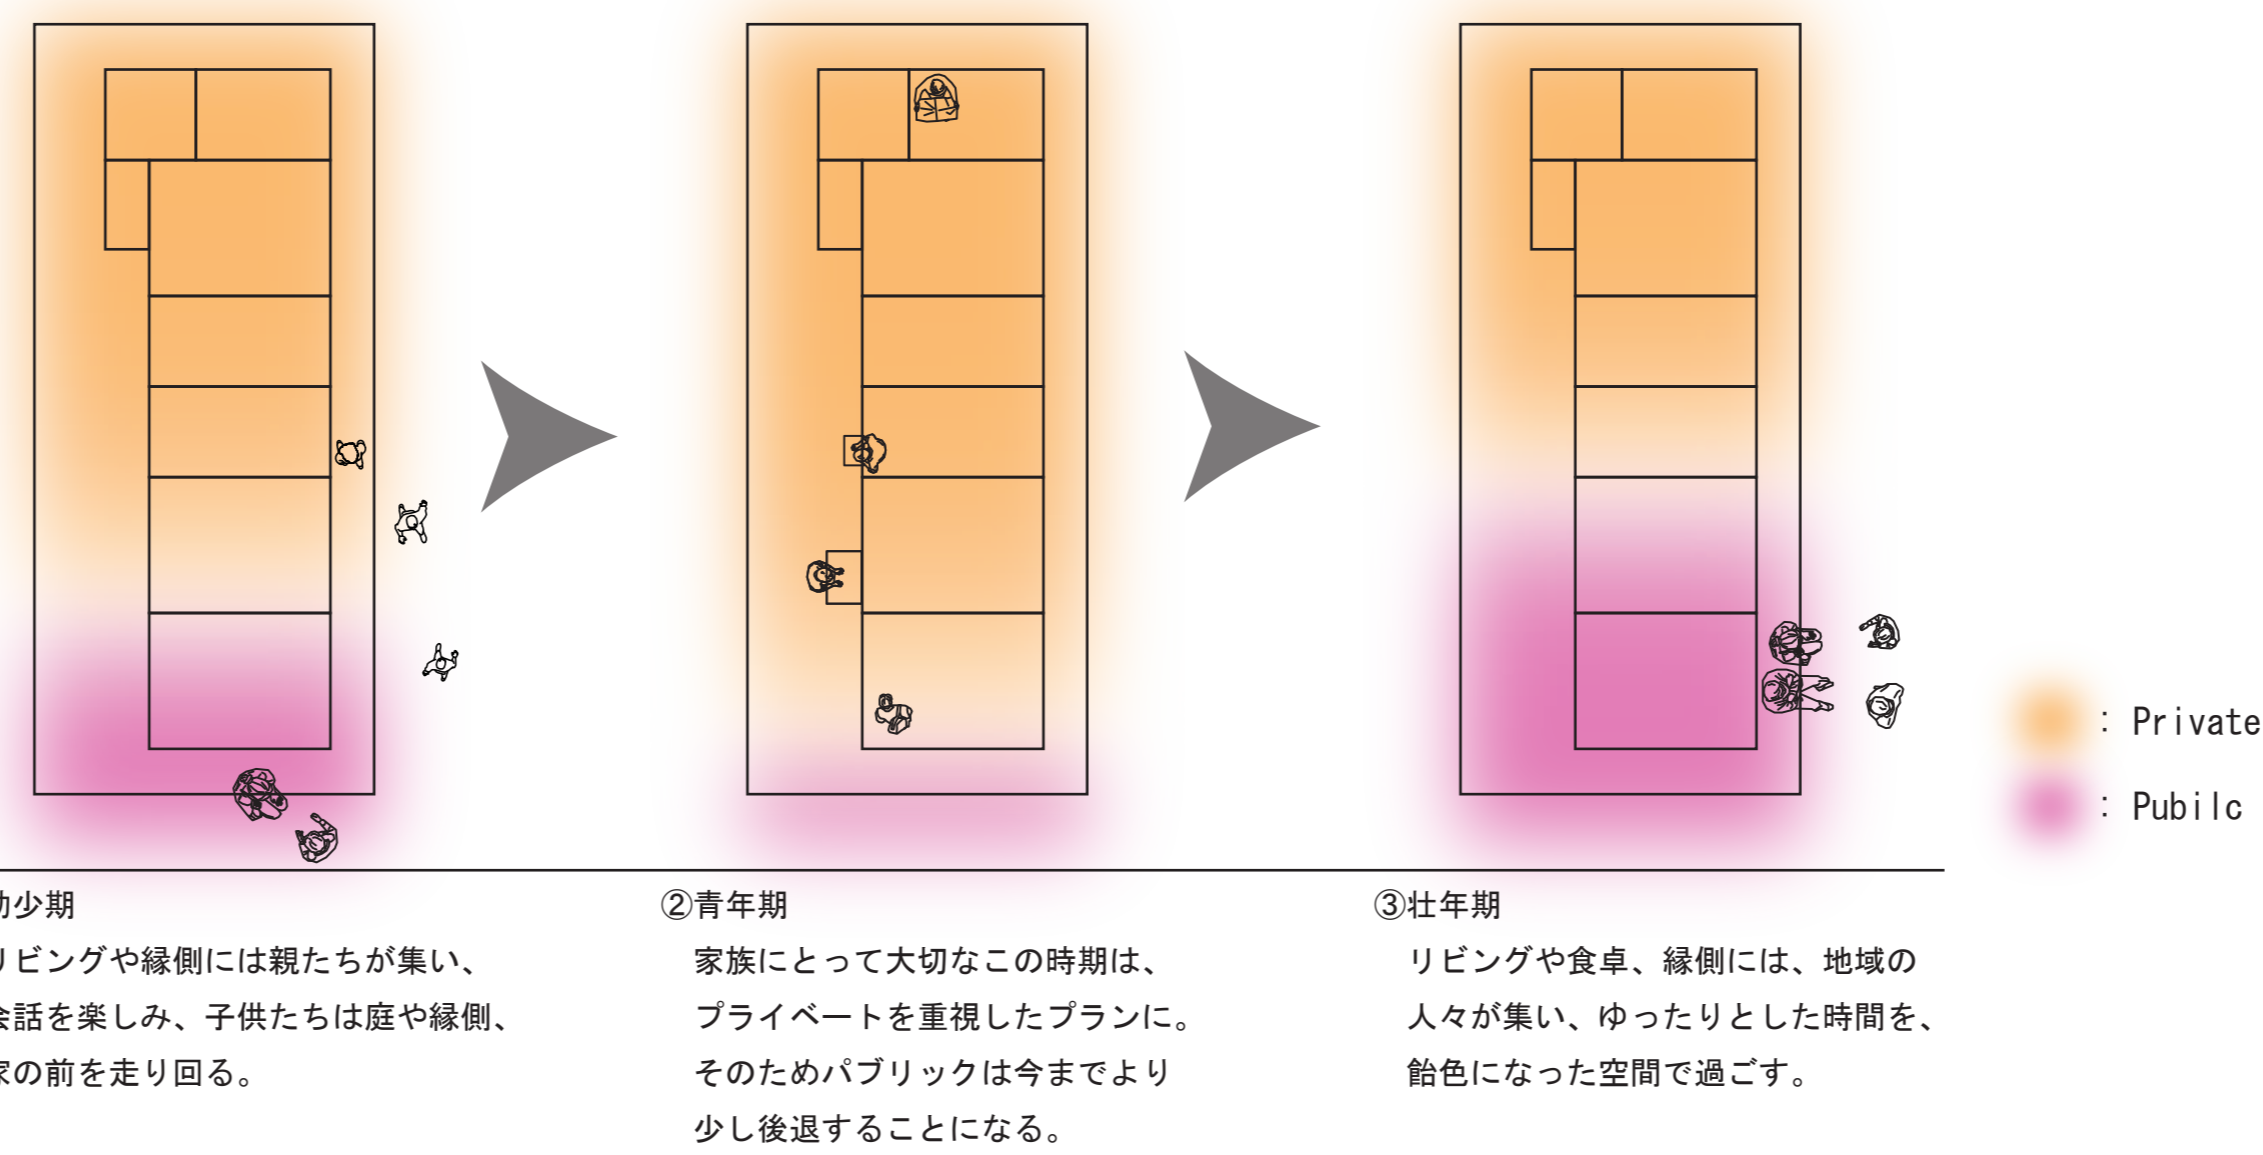 幼少期
リビングや縁側には親たちが集い、
会話を楽しみ、子供たちは庭や縁側、
家の前を走り回る。
②青年期
家族にとって大切なこの時期は、
プライベートを重視したプランに。
そのためパブリックは今までより
少し後退することになる。
③壮年期
リビングや食卓、縁側には、地域の
人々が集い、ゆったりとした時間を、
飴色になった空間で過ごす。
: Private
: Pubilc